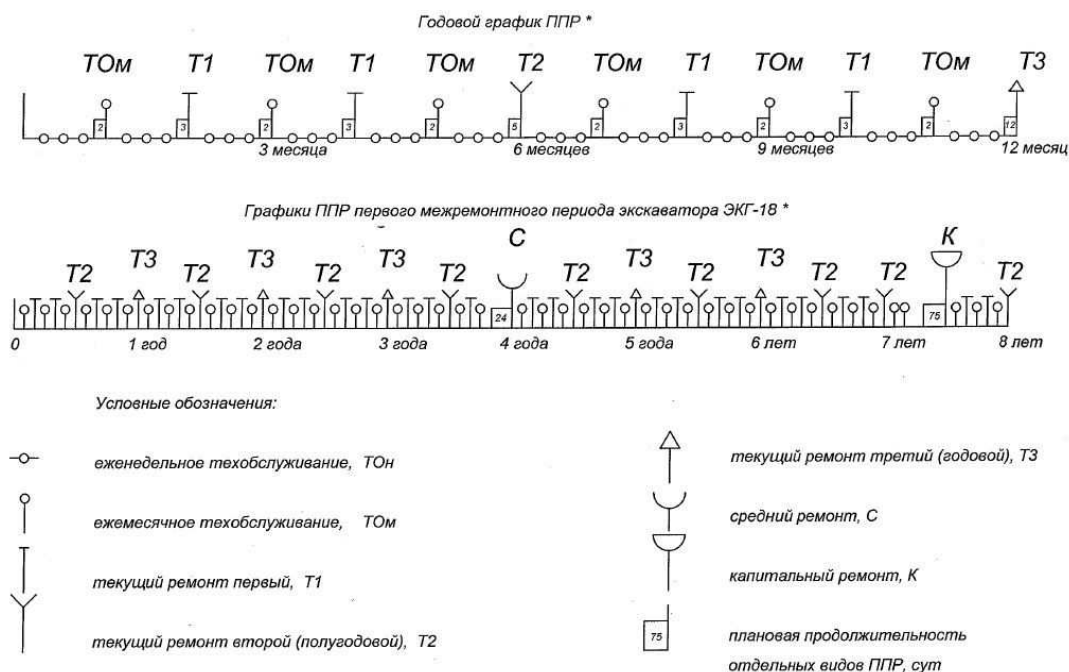 Годовой график ППР *
ТОм Т1 ТОм Т1 ТОм Т2 ТОм Т1 ТОм Т1 ТОм Т3
2 3 2 3 2 5 2 3 2 3 2 12
3 месяца 6 месяцев 9 месяцев 12 месяц
Графики ППР первого межремонтного периода экскаватора ЭКГ-18 *
Т2 Т3 Т2 Т3 Т2 Т3 Т2 С Т2 Т3 Т2 Т3 Т2 Т2 К Т2
24 75
0 1 год 2 года 3 года 4 года 5 года 6 лет 7 лет 8 лет
Условные обозначения:
еженедельное техобслуживание, ТОн
ежемесячное техобслуживание, ТОм
текущий ремонт первый, Т1
текущий ремонт второй (полугодовой), Т2
текущий ремонт третий (годовой), Т3
средний ремонт, С
капитальный ремонт, К
75
плановая продолжительность
отдельных видов ППР, сут